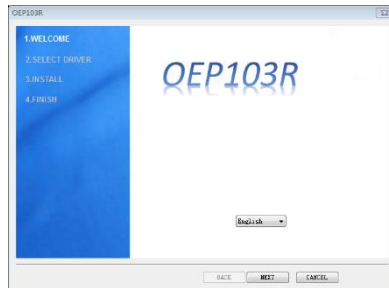 OEP103R
1.WELCOME
2.SELECT DRIVER
3.INSTALL
4.FINISH
OEP103R
English
BACK NEXT CANCEL